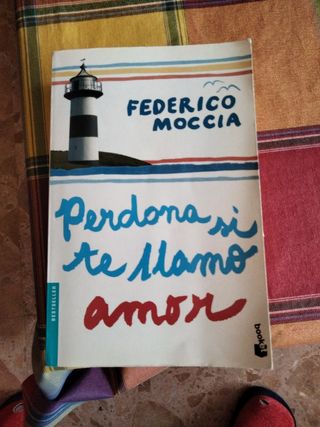 FEDERICO
MOCCIA
Perdona si
te llamo
amor
BESTSELLER
booket